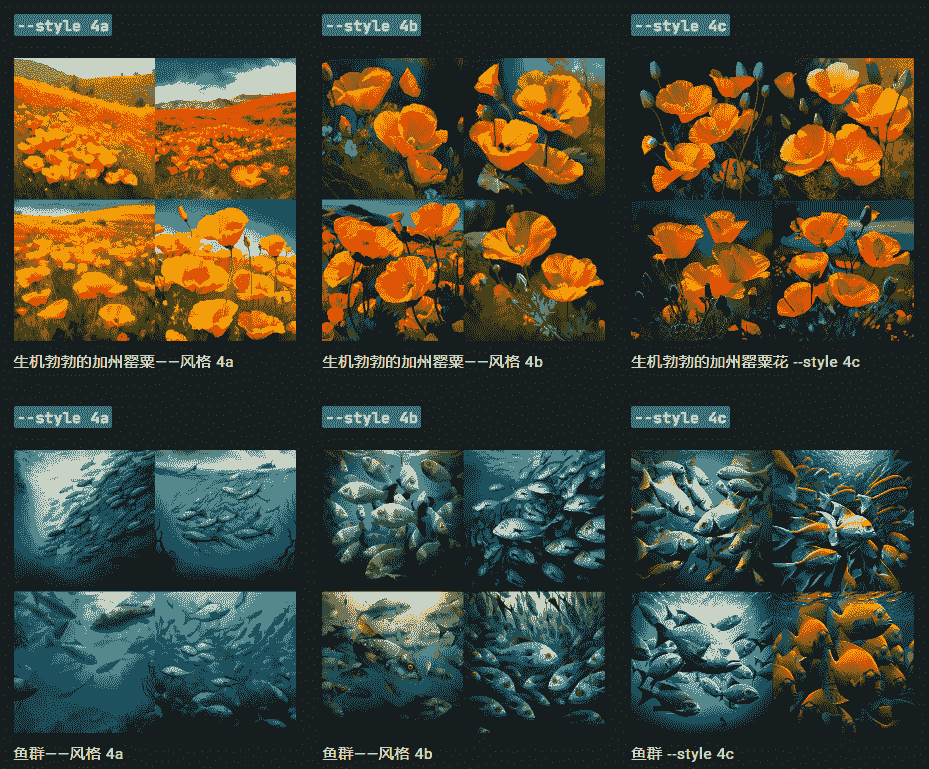 --style 4a
--style 4b
--style 4c
生机勃勃的加州罂粟——风格 4a
生机勃勃的加州罂粟——风格 4b
生机勃勃的加州罂粟花 --style 4c
--style 4a
--style 4b
--style 4c
鱼群——风格 4a
鱼群——风格 4b
鱼群 --style 4c